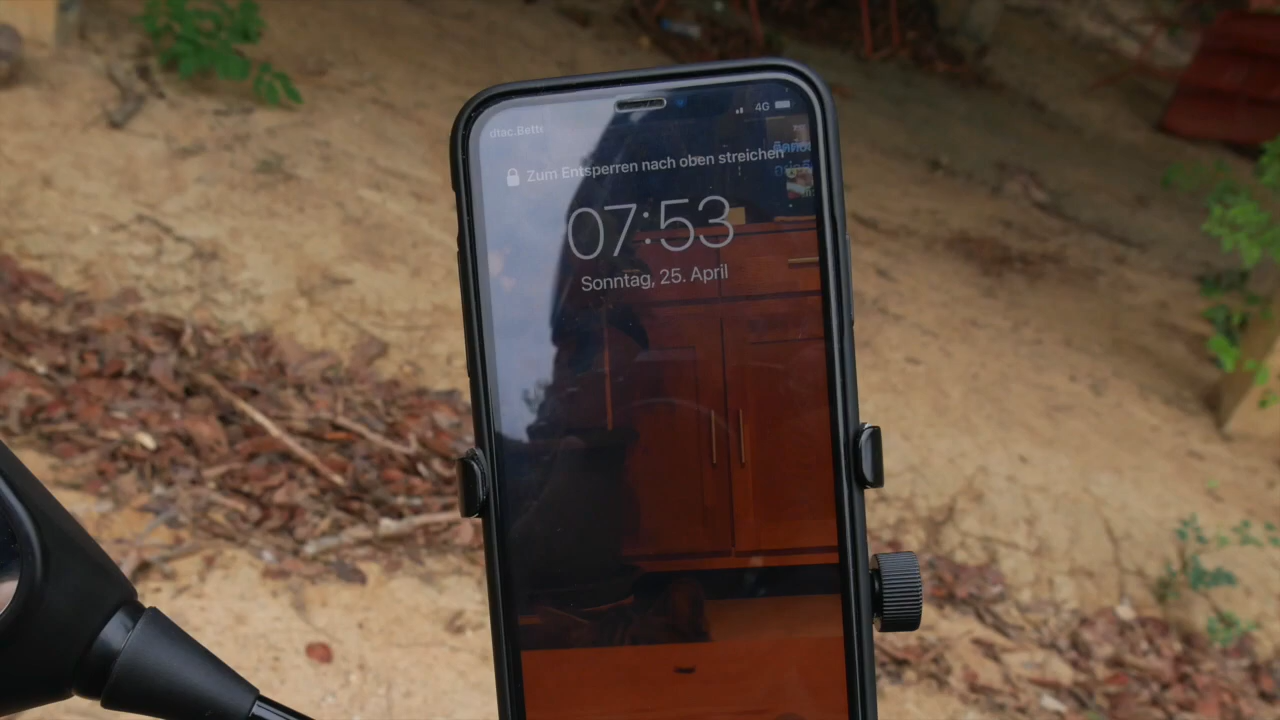 dtac.Bett
4G
Zum Entsperren nach oben streichen
07:53
Sonntag, 25. April